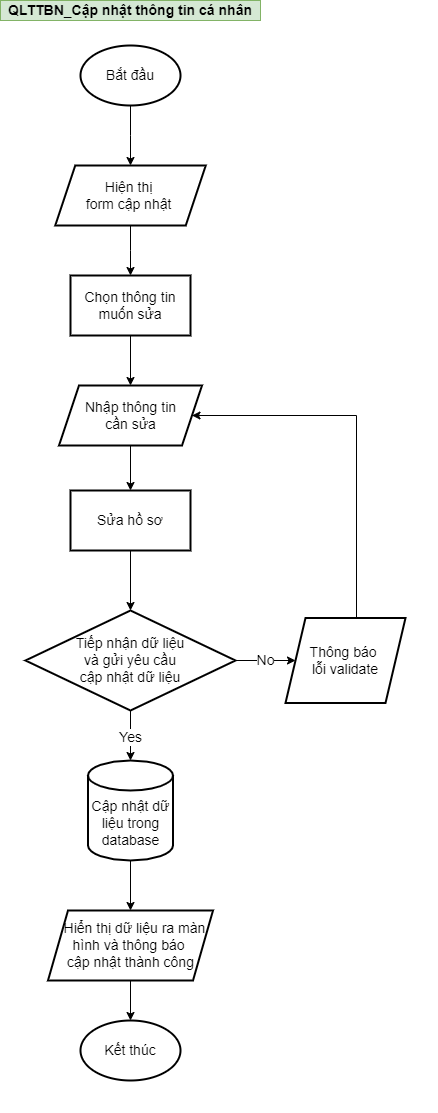 QLTTBN_Cập nhật thông tin cá nhân
Bắt đầu
Hiện thị
form cập nhật
Chọn thông tin
muốn sửa
Nhập thông tin
cần sửa
Sửa hồ sơ
Tiếp nhận dữ liệu
và gửi yêu cầu
cập nhật dữ liệu
No
Thông báo
lỗi validate
Yes
Cập nhật dữ
liệu trong
database
Hiển thị dữ liệu ra màn
hình và thông báo
cập nhật thành công
Kết thúc